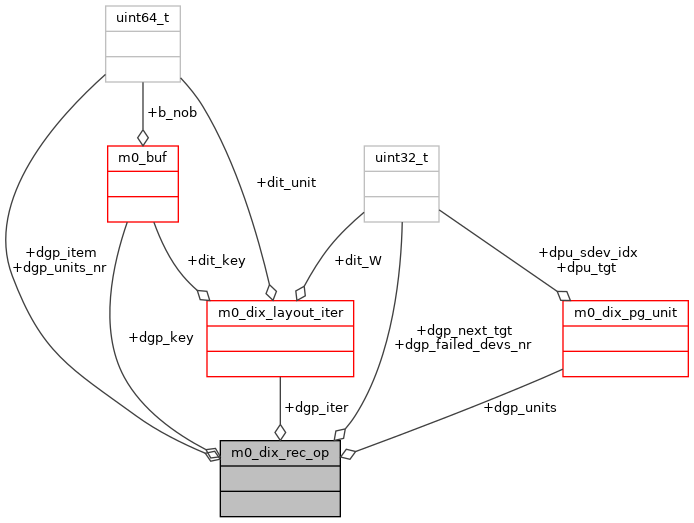 uint64_t
+b_nob
m0_buf
uint32_t
+dit_unit
+dgp_item
+dgp_units_nr
+dit_key
+dit_W
+dpu_sdev_idx
+dpu_tgt
m0_dix_layout_iter
m0_dix_pg_unit
+dgp_key
+dgp_next_tgt
+dgp_failed_devs_nr
+dgp_iter
+dgp_units
m0_dix_rec_op